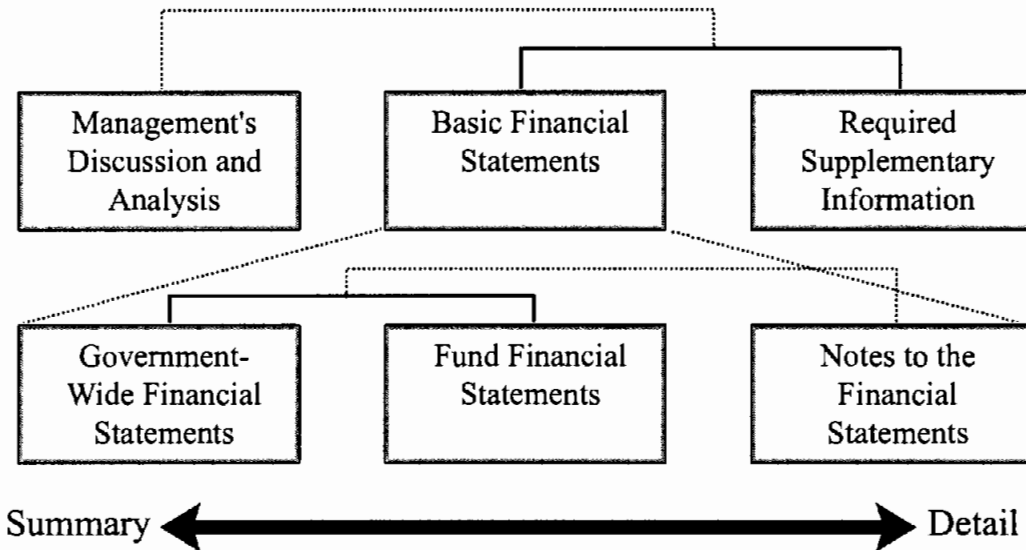 Management's
Discussion and
Analysis
Basic Financial
Statements
Required
Supplementary
Information
Government-
Wide Financial
Statements
Fund Financial
Statements
Notes to the
Financial
Statements
Summary
Detail